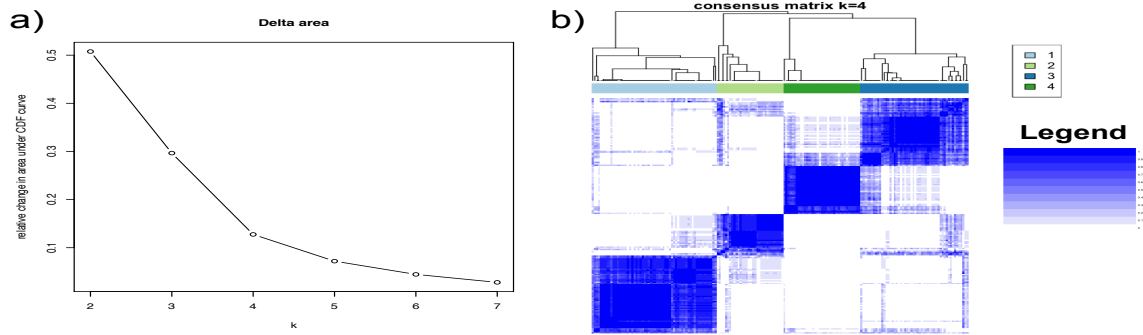 a)
Delta area
relative change in area under CDF curve
0.5
0.4
0.3
0.2
0.1
2 3 4 5 6 7
k
b)
consensus matrix k=4
1
2
3
4
Legend